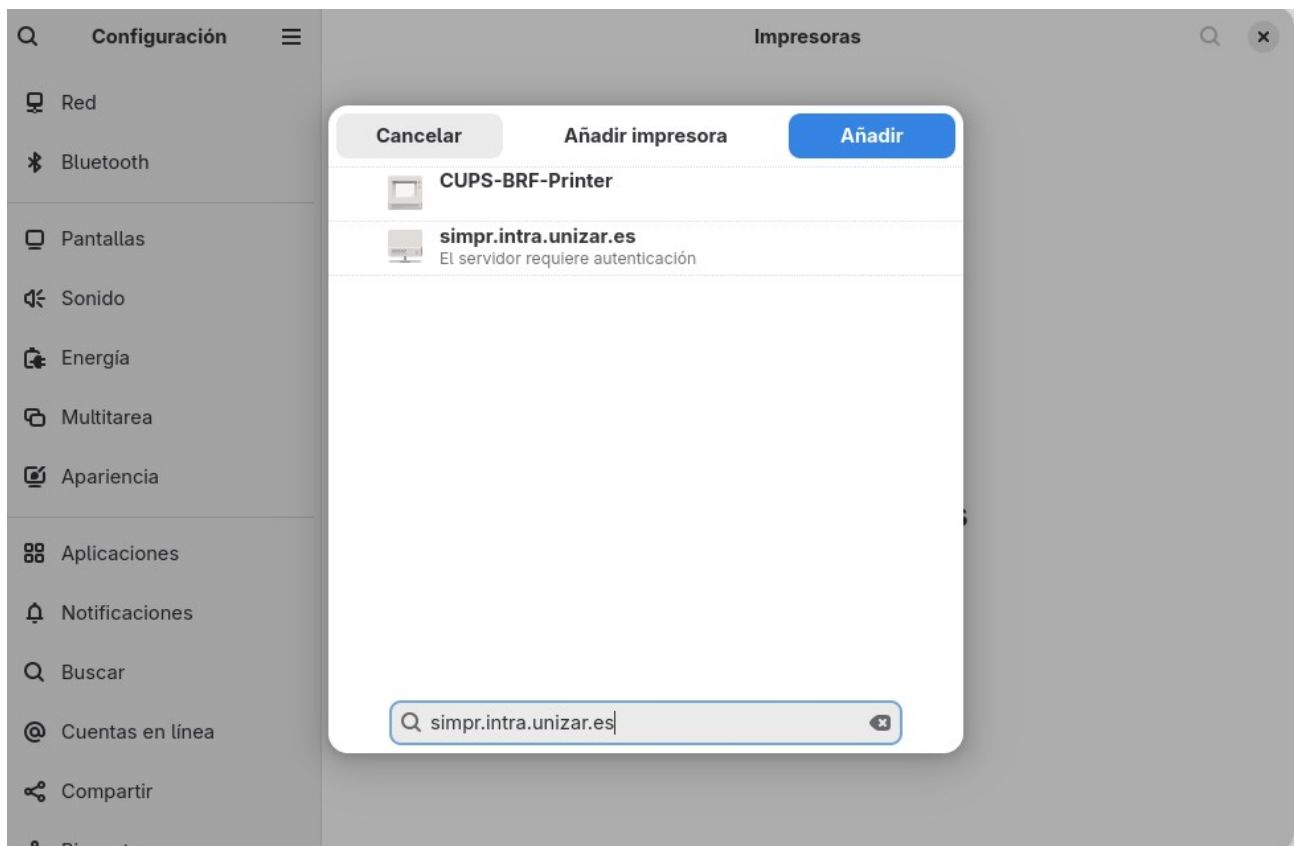 Configuración
Impresoras
Red
Bluetooth
Pantallas
Sonido
Energía
Multitarea
Apariencia
Aplicaciones
Notificaciones
Buscar
Cuentas en línea
Compartir
Cancelar
Añadir impresora
Añadir
CUPS-BRF-Printer
simpr.intra.unizar.es
El servidor requiere autenticación
simpr.intra.unizar.es